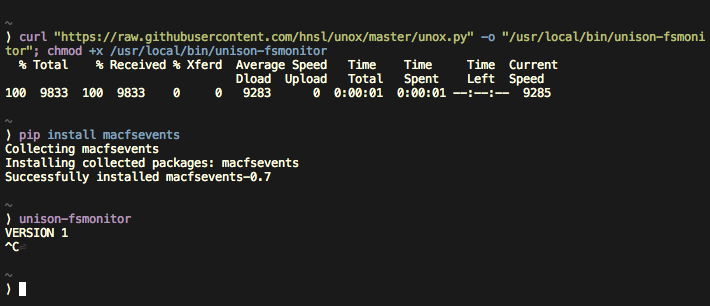 ~
) curl "https://raw.githubusercontent.com/hnsl/unox/master/unox.py" -o "/usr/local/bin/unison-fsmoni
tor"; chmod +x /usr/local/bin/unison-fsmonitor
% Total % Received % Xferd Average Speed Time Time Time Current
Dload Upload Total Spent Left Speed
100 9833 100 9833 0 0 9283 0 0:00:01 0:00:01 --:--:-- 9285
~
) pip install macfsevents
Collecting macfsevents
Installing collected packages: macfsevents
Successfully installed macfsevents-0.7
~
) unison-fsmonitor
VERSION 1
^C
~
)